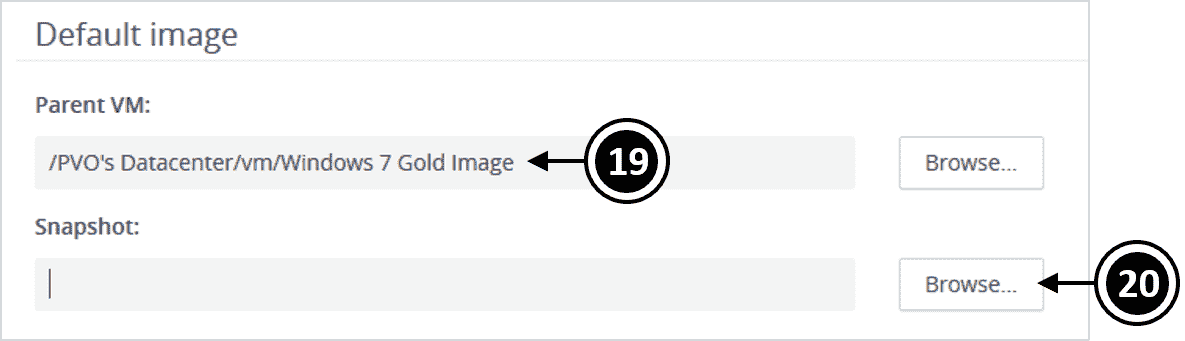 Default image
Parent VM:
/PVO's Datacenter/vm/Windows 7 Gold Image
19
Browse...
Snapshot:
Browse...
20